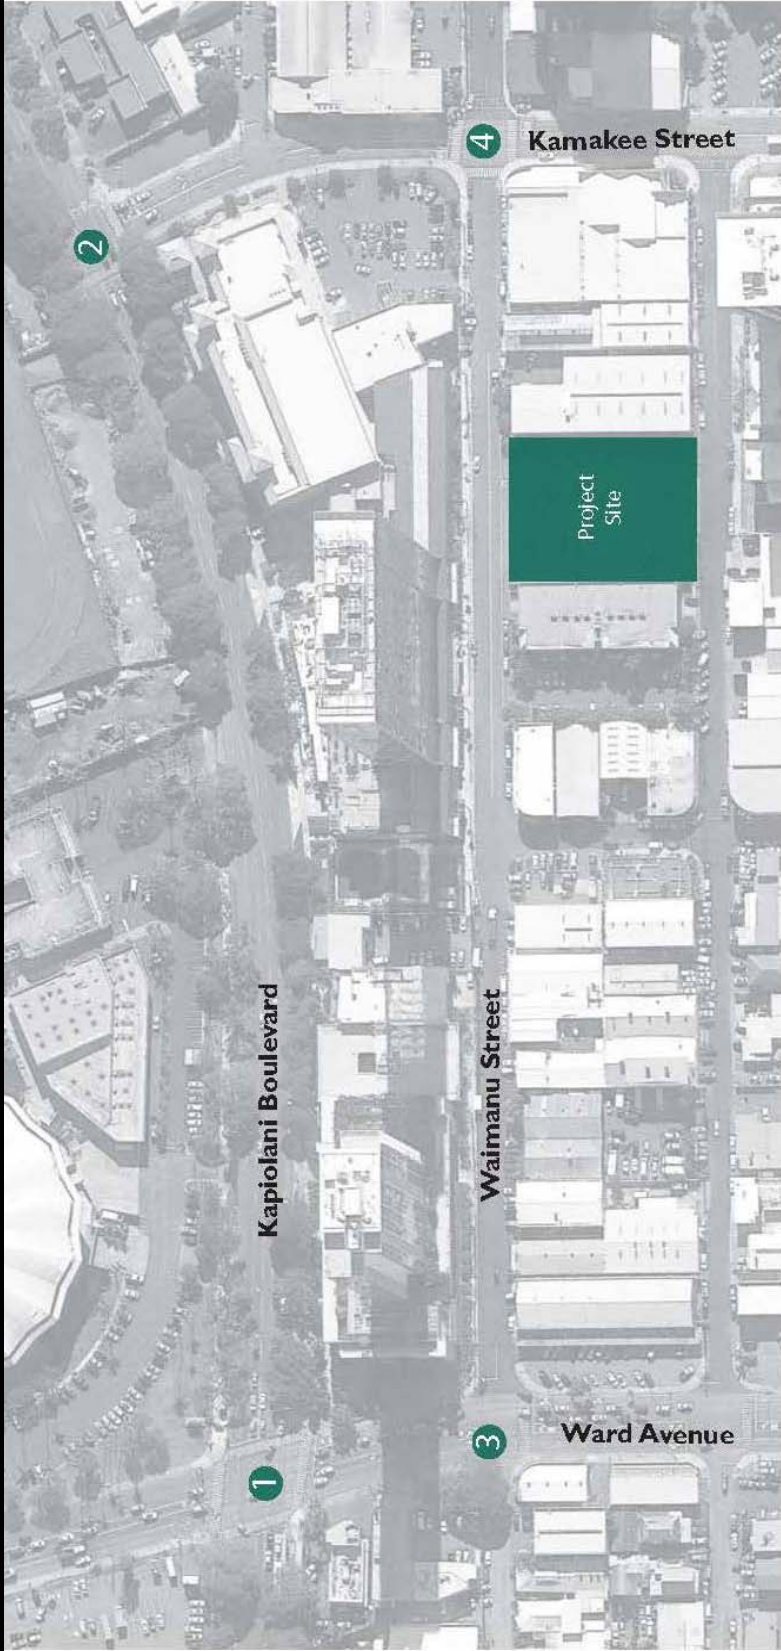 2
4
Kamakee Street
Project
Site
Kapiolani Boulevard
Waimanu Street
1
3
Ward Avenue